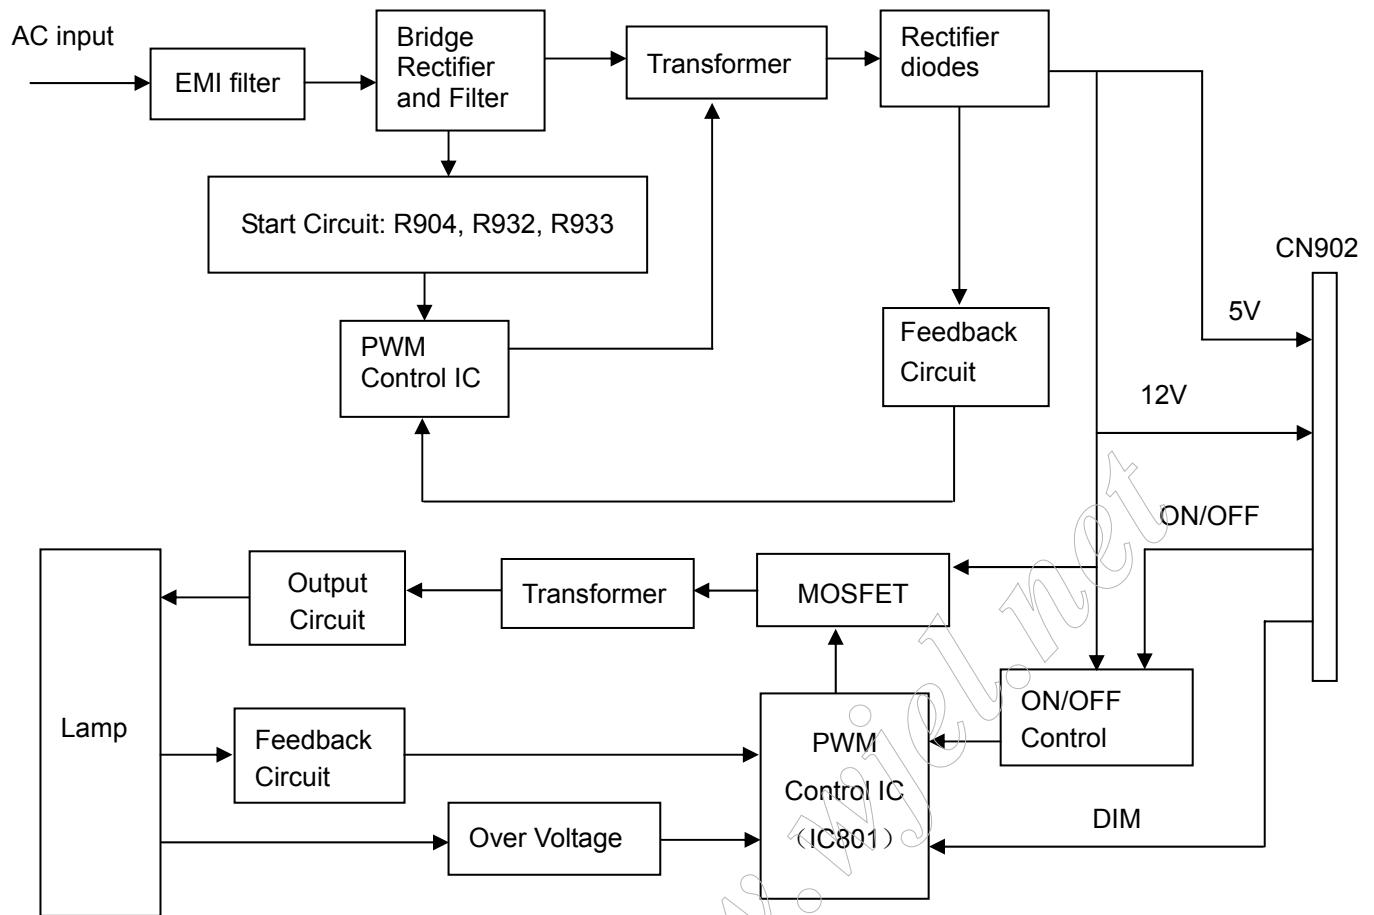 AC input
EMI filter
Bridge
Rectifier
and Filter
Transformer
Rectifier
diodes
Start Circuit: R904, R932, R933
CN902
5V
PWM
Control IC
Feedback
Circuit
12V
ON/OFF
Output
Circuit
Transformer
MOSFET
Lamp
Feedback
Circuit
PWM
Control IC
（IC801）
ON/OFF
Control
Over Voltage
DIM
w.wjel.net